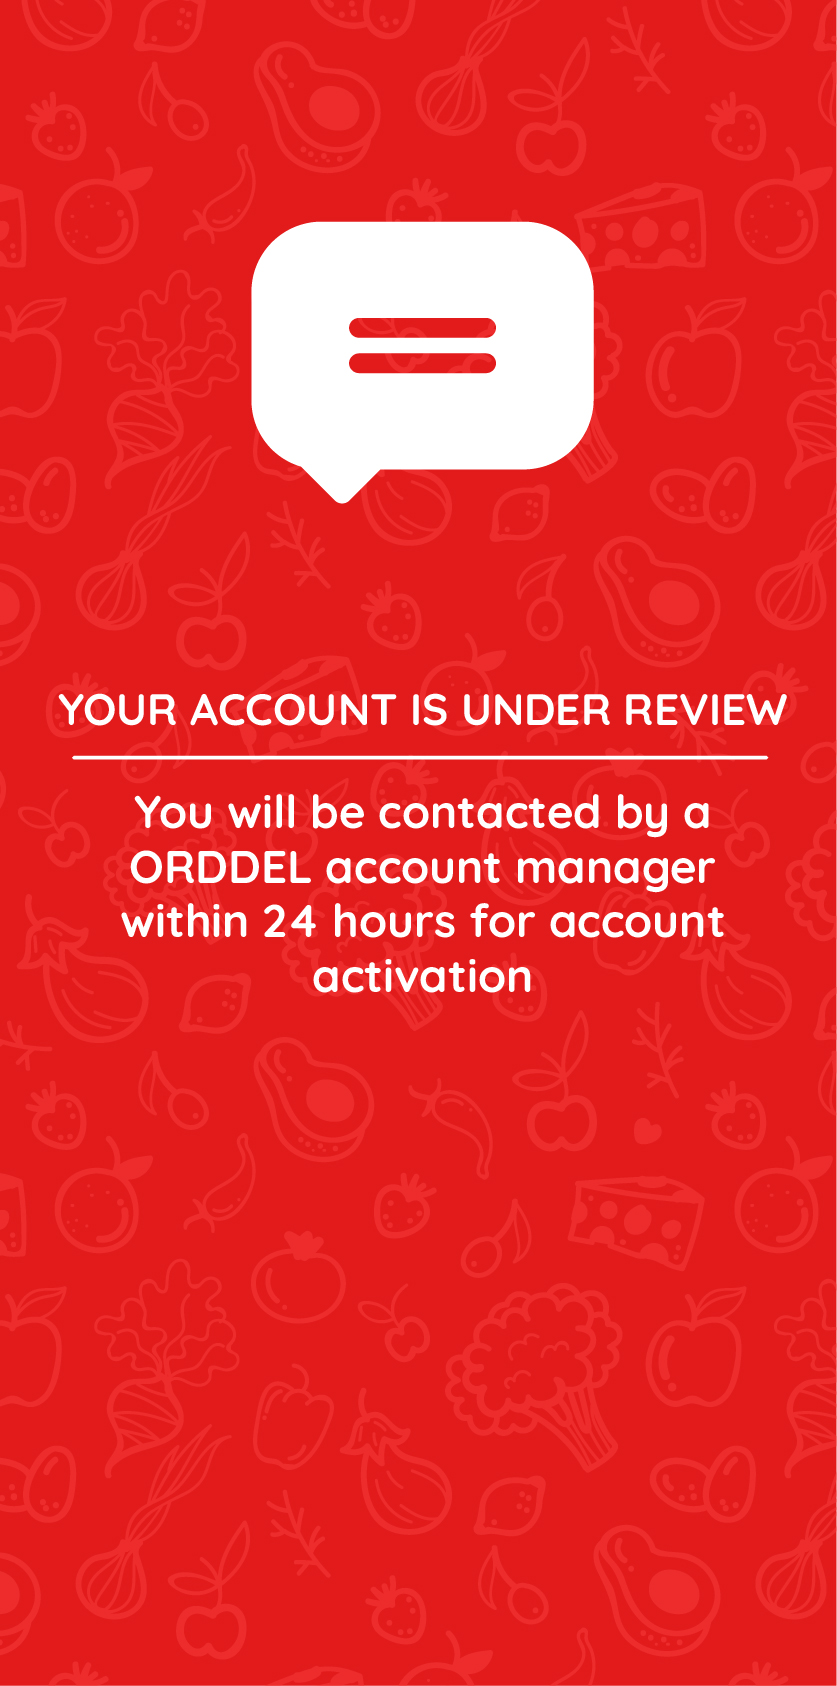 YOUR ACCOUNT IS UNDER REVIEW
You will be contacted by a
ORDDEL account manager
within 24 hours for account
activation